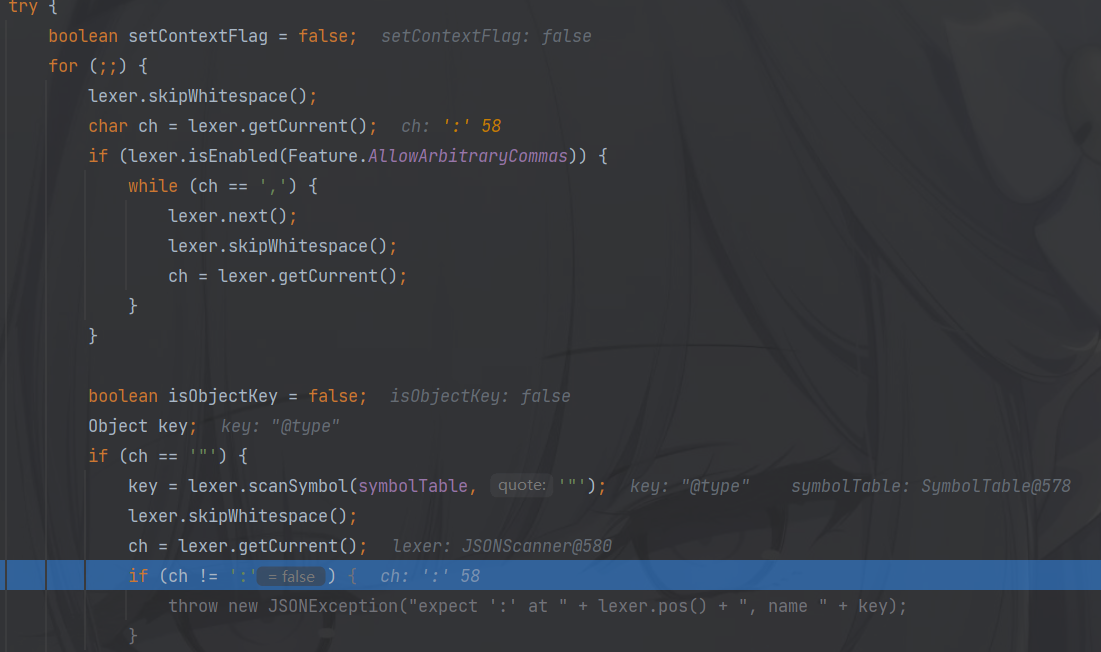 try {
boolean setContextFlag = false; setContextFlag: false
for (;;) {
lexer.skipWhitespace();
char ch = lexer.getCurrent(); ch: ':' 58
if (lexer.isEnabled(Feature.AllowArbitraryCommas)) {
while (ch == ',') {
lexer.next();
lexer.skipWhitespace();
ch = lexer.getCurrent();
}
}
boolean isObjectKey = false; isObjectKey: false
Object key; key: "@type"
if (ch == '"') {
key = lexer.scanSymbol(symbolTable, quote: '"'); key: "@type" symbolTable: SymbolTable@578
lexer.skipWhitespace();
ch = lexer.getCurrent(); lexer: JSONScanner@580
if (ch != ':' = false ) { ch: ':' 58
throw new JSONException("expect ':' at " + lexer.pos() + ", name " + key);
}